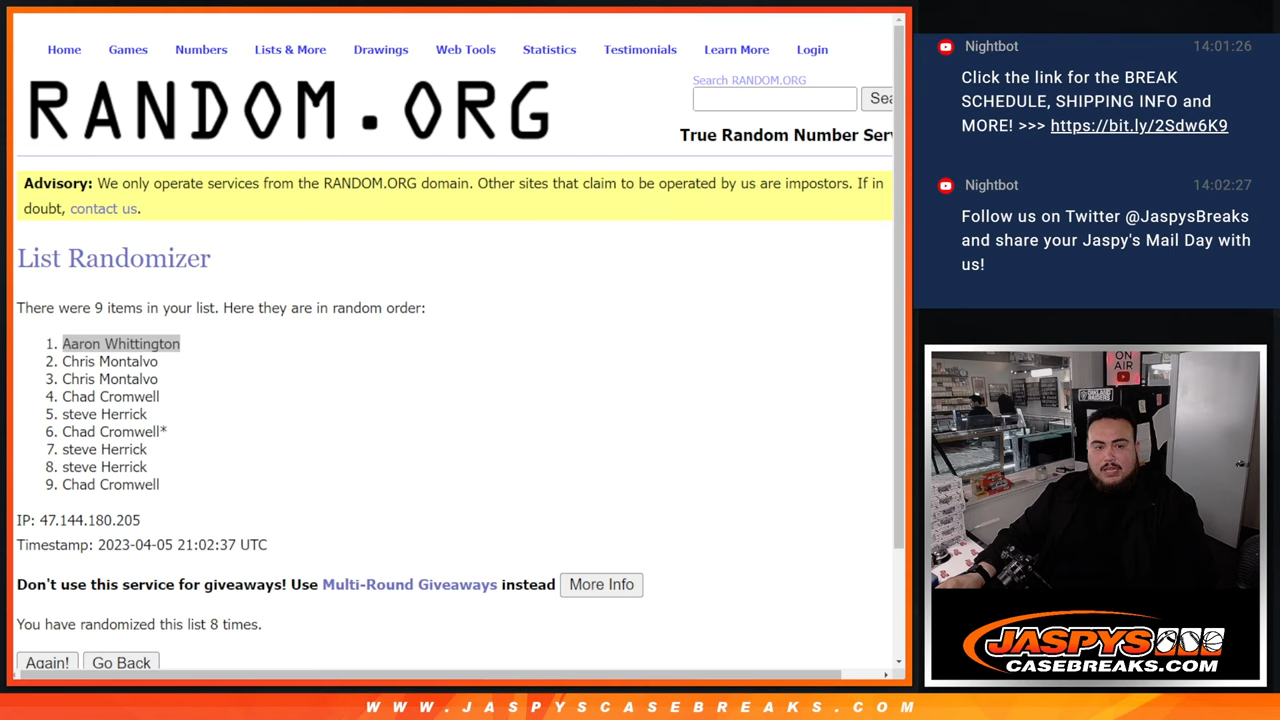 Home Games Numbers Lists & More Drawings Web Tools Statistics Testimonials Learn More Login
RANDOM.ORG
Search RANDOM.ORG
Sea
True Random Number Serv
Advisory: We only operate services from the RANDOM.ORG domain. Other sites that claim to be operated by us are impostors. If in
doubt, contact us.
List Randomizer
There were 9 items in your list. Here they are in random order:
1. Aaron Whittington
2. Chris Montalvo
3. Chris Montalvo
4. Chad Cromwell
5. steve Herrick
6. Chad Cromwell*
7. steve Herrick
8. steve Herrick
9. Chad Cromwell
IP: 47.144.180.205
Timestamp: 2023-04-05 21:02:37 UTC
Don't use this service for giveaways! Use Multi-Round Giveaways instead More Info
You have randomized this list 8 times.
Again! Go Back
Nightbot 14:01:26
Click the link for the BREAK
SCHEDULE, SHIPPING INFO and
MORE! >>> https://bit.ly/2Sdw6K9
Nightbot 14:02:27
Follow us on Twitter @JaspysBreaks
and share your Jaspy's Mail Day with
us!
ON
AIR
JASPYS
CASEBREAKS.COM
WWW.JASPYSCASEBREAKS.COM